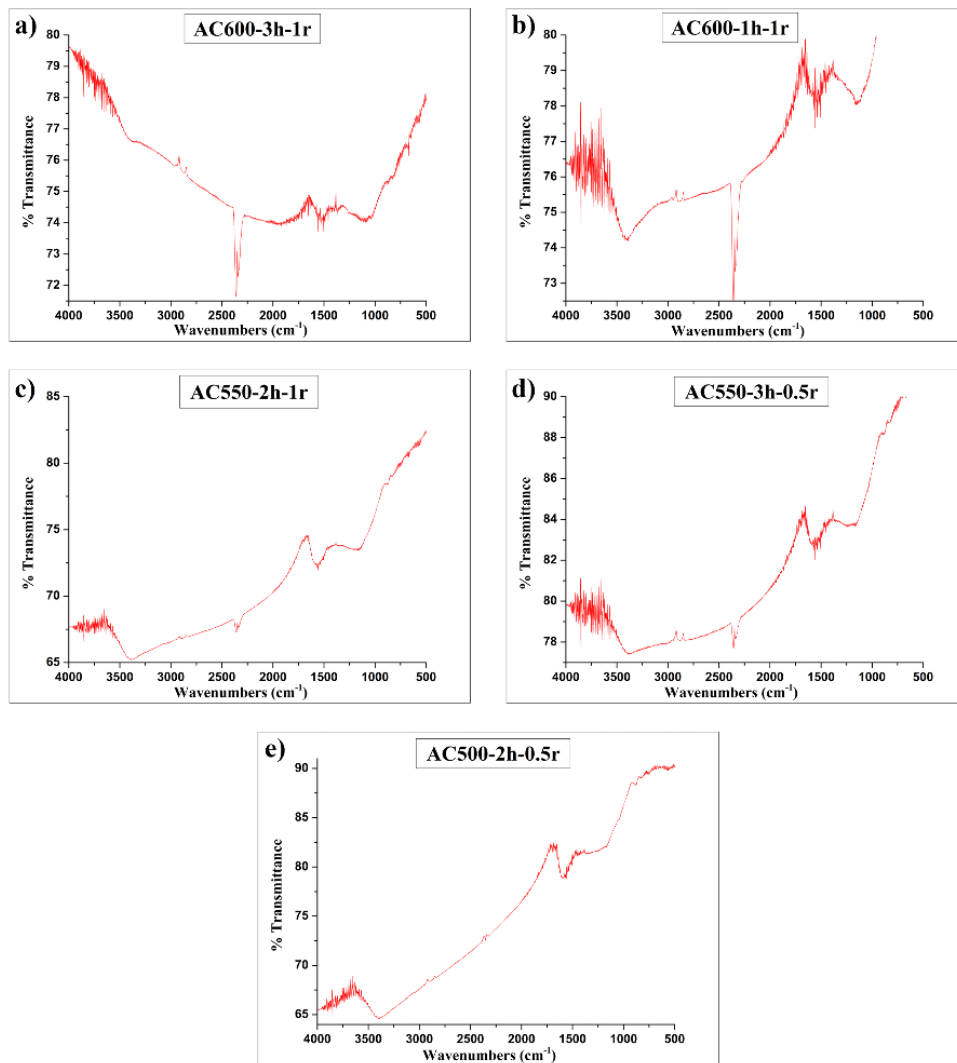 a)
AC600-3h-1r
80
79
78
77
76
75
74
73
72
% Transmittance
4000 3500 3000 2500 2000 1500 1000 500
Wavenumbers (cm⁻¹)
b)
AC600-1h-1r
80
79
78
77
76
75
74
73
% Transmittance
4000 3500 3000 2500 2000 1500 1000 500
Wavenumbers (cm⁻¹)
c)
AC550-2h-1r
85
80
75
70
65
% Transmittance
4000 3500 3000 2500 2000 1500 1000 500
Wavenumbers (cm⁻¹)
d)
AC550-3h-0.5r
90
88
86
84
82
80
78
% Transmittance
4000 3500 3000 2500 2000 1500 1000 500
Wavenumbers (cm⁻¹)
e)
AC500-2h-0.5r
90
85
80
75
70
65
% Transmittance
4000 3500 3000 2500 2000 1500 1000 500
Wavenumbers (cm⁻¹)